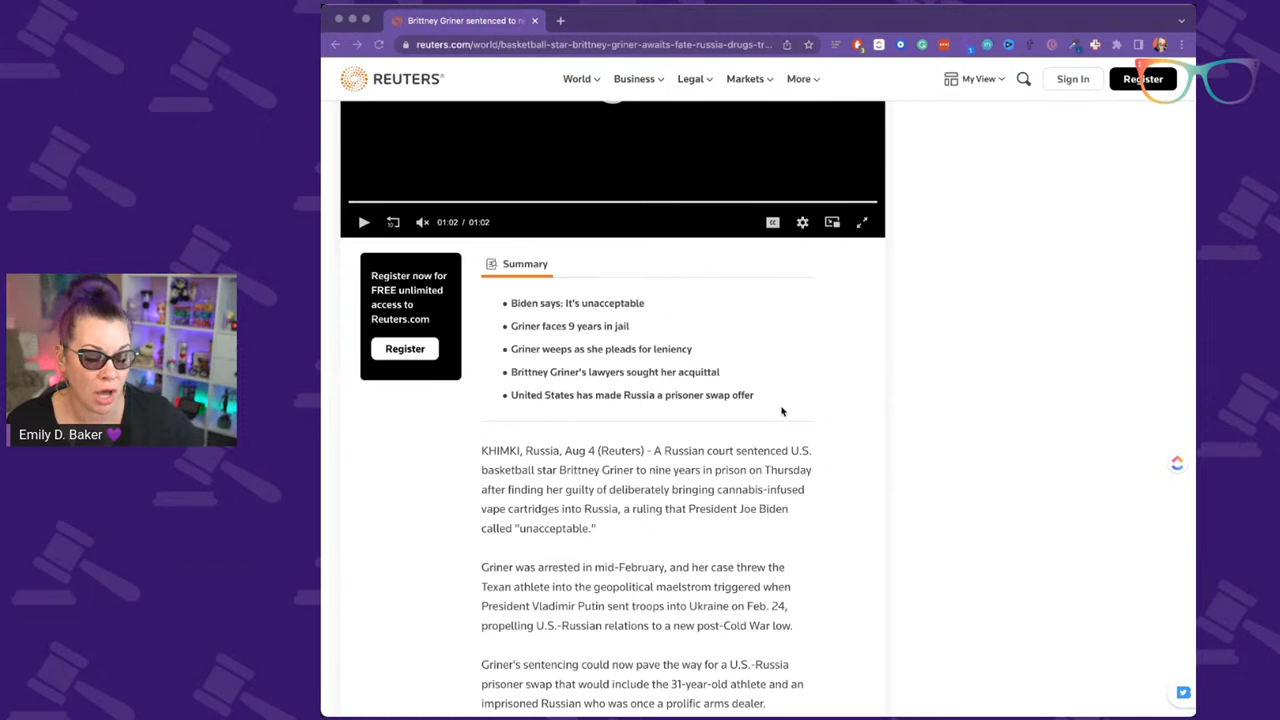 Brittney Griner sentenced to ni
reuters.com/world/basketball-star-brittney-griner-awaits-fate-russia-drugs-tr...
REUTERS®
World
Business
Legal
Markets
More
My View
Sign In
Register
10
01:02 / 01:02
CC
Register now for
FREE unlimited
access to
Reuters.com
Register
Summary
• Biden says: It's unacceptable
• Griner faces 9 years in jail
• Griner weeps as she pleads for leniency
• Brittney Griner's lawyers sought her acquittal
• United States has made Russia a prisoner swap offer
KHIMKI, Russia, Aug 4 (Reuters) - A Russian court sentenced U.S.
basketball star Brittney Griner to nine years in prison on Thursday
after finding her guilty of deliberately bringing cannabis-infused
vape cartridges into Russia, a ruling that President Joe Biden
called "unacceptable."
Griner was arrested in mid-February, and her case threw the
Texan athlete into the geopolitical maelstrom triggered when
President Vladimir Putin sent troops into Ukraine on Feb. 24,
propelling U.S.-Russian relations to a new post-Cold War low.
Griner's sentencing could now pave the way for a U.S.-Russia
prisoner swap that would include the 31-year-old athlete and an
imprisoned Russian who was once a prolific arms dealer.
Emily D. Baker 💜